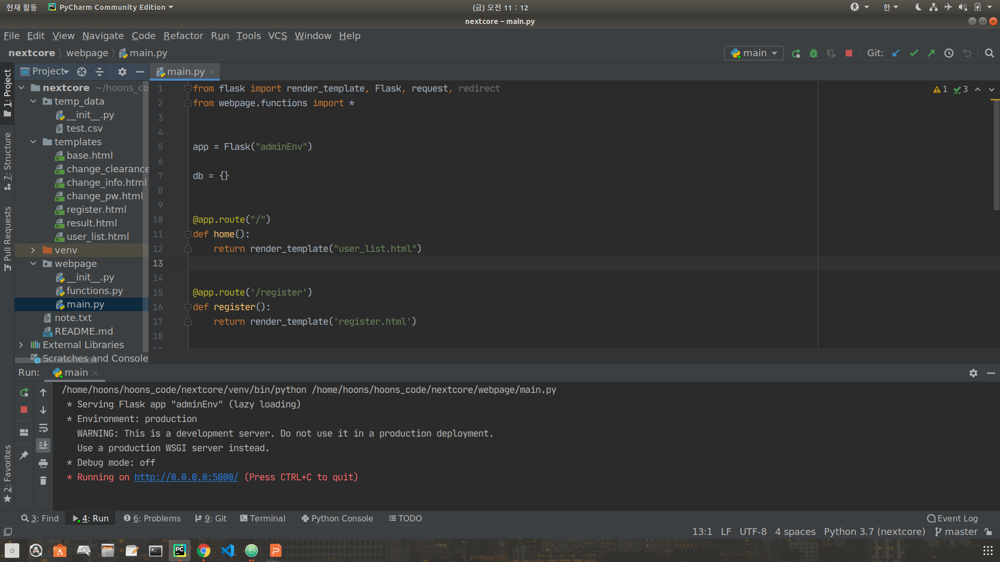 현재 활동
PyCharm Community Edition
(금) 오전 11 : 12
한
nextcore – main.py
File Edit View Navigate Code Refactor Run Tools VCS Window Help
nextcore webpage main.py
main
Git:
1: Project
7: Structure
Pull Requests
2: Favorites
Project
nextcore ~/hoons_co
temp_data
__init__.py
test.csv
templates
base.html
change_clearance
change_info.html
change_pw.html
register.html
result.html
user_list.html
venv
webpage
__init__.py
functions.py
main.py
note.txt
README.md
External Libraries
Scratches and Console
main.py
1 3
1 from flask import render_template, Flask, request, redirect
2 from webpage.functions import *
3
4
5 app = Flask("adminEnv")
6
7 db = {}
8
9
10 @app.route("/")
11 def home():
12     return render_template("user_list.html")
13
14
15 @app.route('/register')
16 def register():
17     return render_template('register.html')
18
Run: main
/home/hoons/hoons_code/nextcore/venv/bin/python /home/hoons/hoons_code/nextcore/webpage/main.py
* Serving Flask app "adminEnv" (lazy loading)
* Environment: production
WARNING: This is a development server. Do not use it in a production deployment.
Use a production WSGI server instead.
* Debug mode: off
* Running on http://0.0.0.0:5000/ (Press CTRL+C to quit)
3: Find 4: Run 6: Problems 9: Git Terminal Python Console TODO Event Log
13:1 LF UTF-8 4 spaces Python 3.7 (nextcore) master